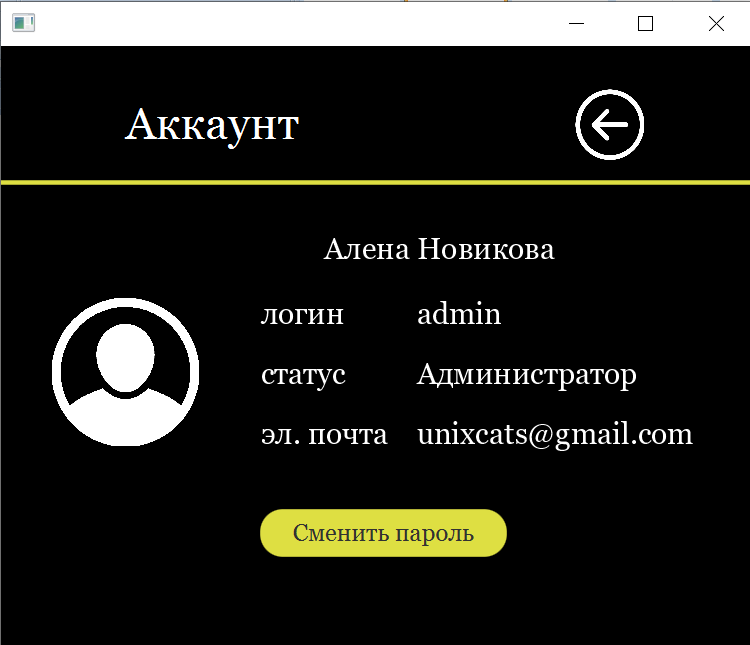 Аккаунт
Алена Новикова
логин admin
статус Администратор
эл. почта unixcats@gmail.com
Сменить пароль